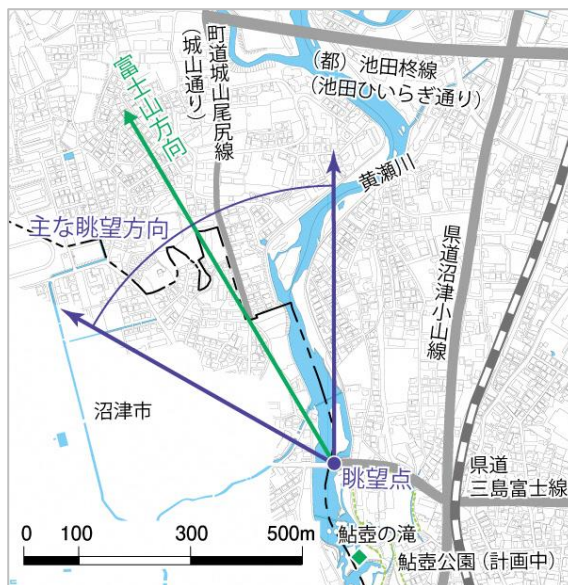 町道城山尾尻線
(城山通り)
(都)池田柊線
(池田ひいらぎ通り)
富士山方向
黄瀬川
主な眺望方向
県道沼津小山線
沼津市
眺望点
県道
三島富士線
鮎壺の滝
鮎壺公園(計画中)
0 100 300 500m